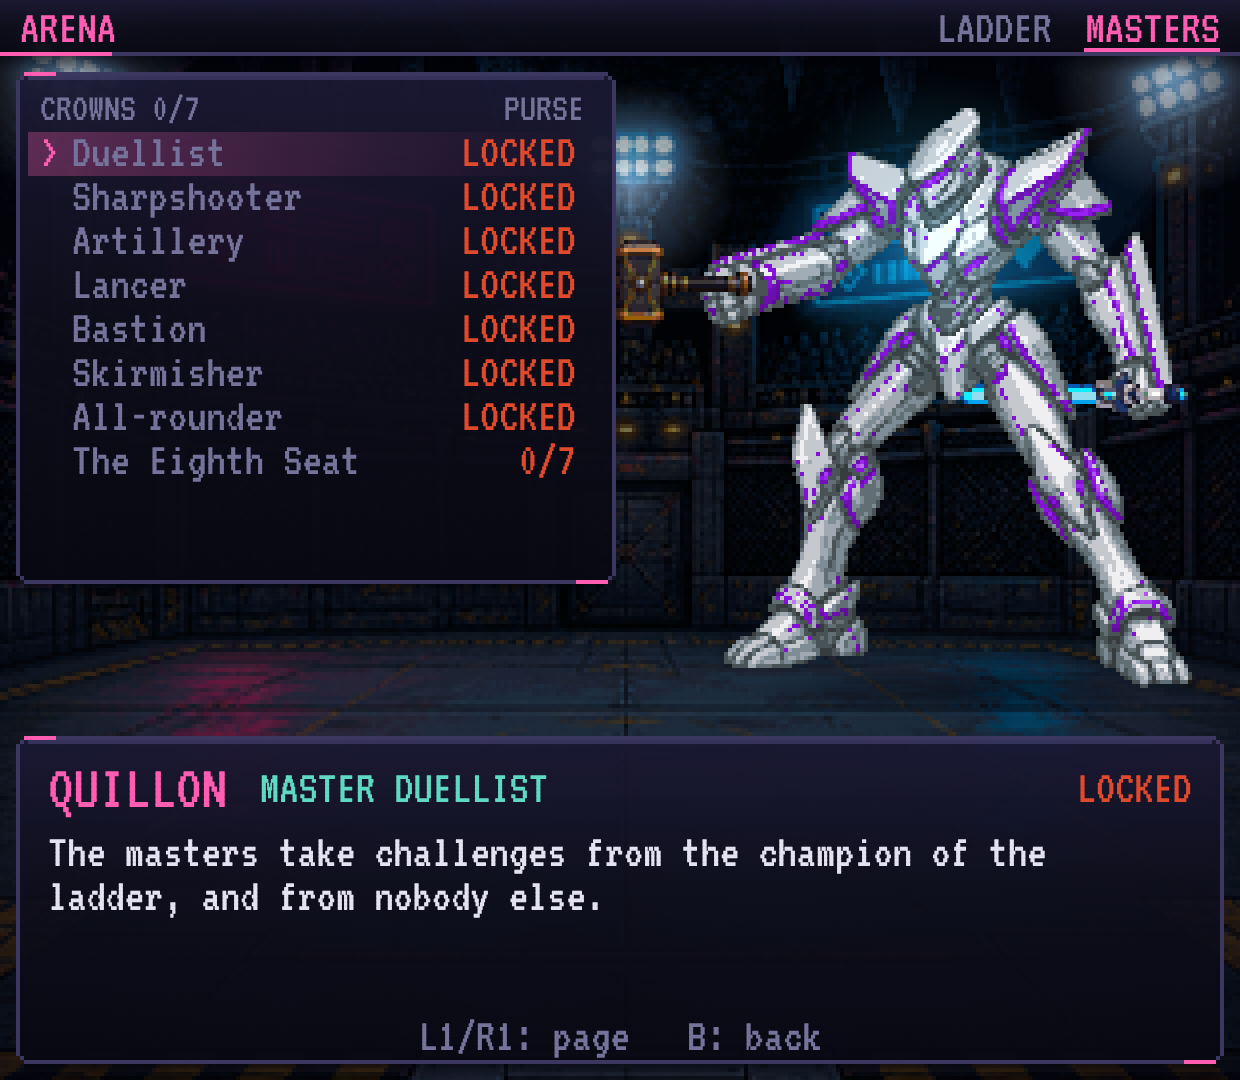 ARENA LADDER MASTERS
CROWNS 0/7 PURSE
> Duellist LOCKED
Sharpshooter LOCKED
Artillery LOCKED
Lancer LOCKED
Bastion LOCKED
Skirmisher LOCKED
All-rounder LOCKED
The Eighth Seat 0/7
QUILLON MASTER DUELLIST LOCKED
The masters take challenges from the champion of the
ladder, and from nobody else.
L1/R1: page B: back